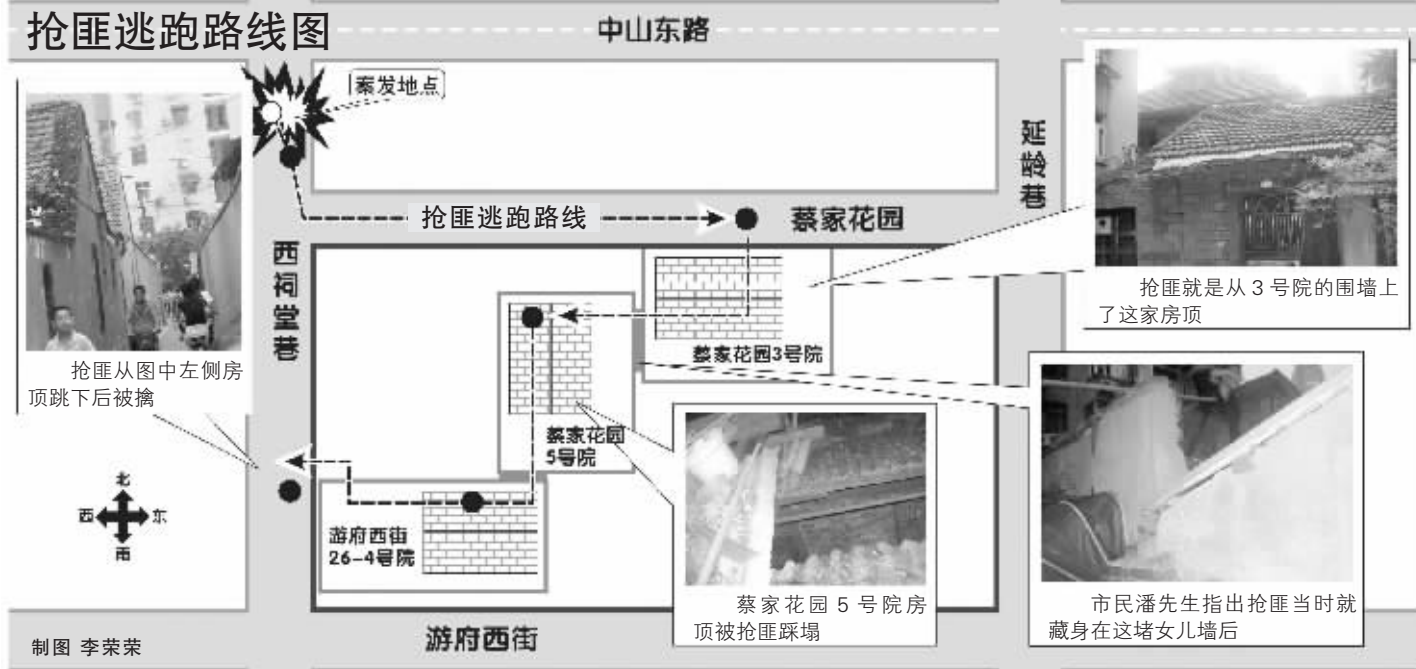 抢匪逃跑路线图
中山东路
案发地点
延龄巷
抢匪逃跑路线
蔡家花园
西祠堂巷
抢匪就是从3号院的围墙上
了这家房顶
蔡家花园3号院
抢匪从图中左侧房
顶跳下后被擒
蔡家花园
5号院
北
西
东
南
游府西街
26-4号院
蔡家花园5号院房
顶被抢匪踩塌
市民潘先生指出抢匪当时就
藏身在这堵女儿墙后
游府西街
制图 李荣荣